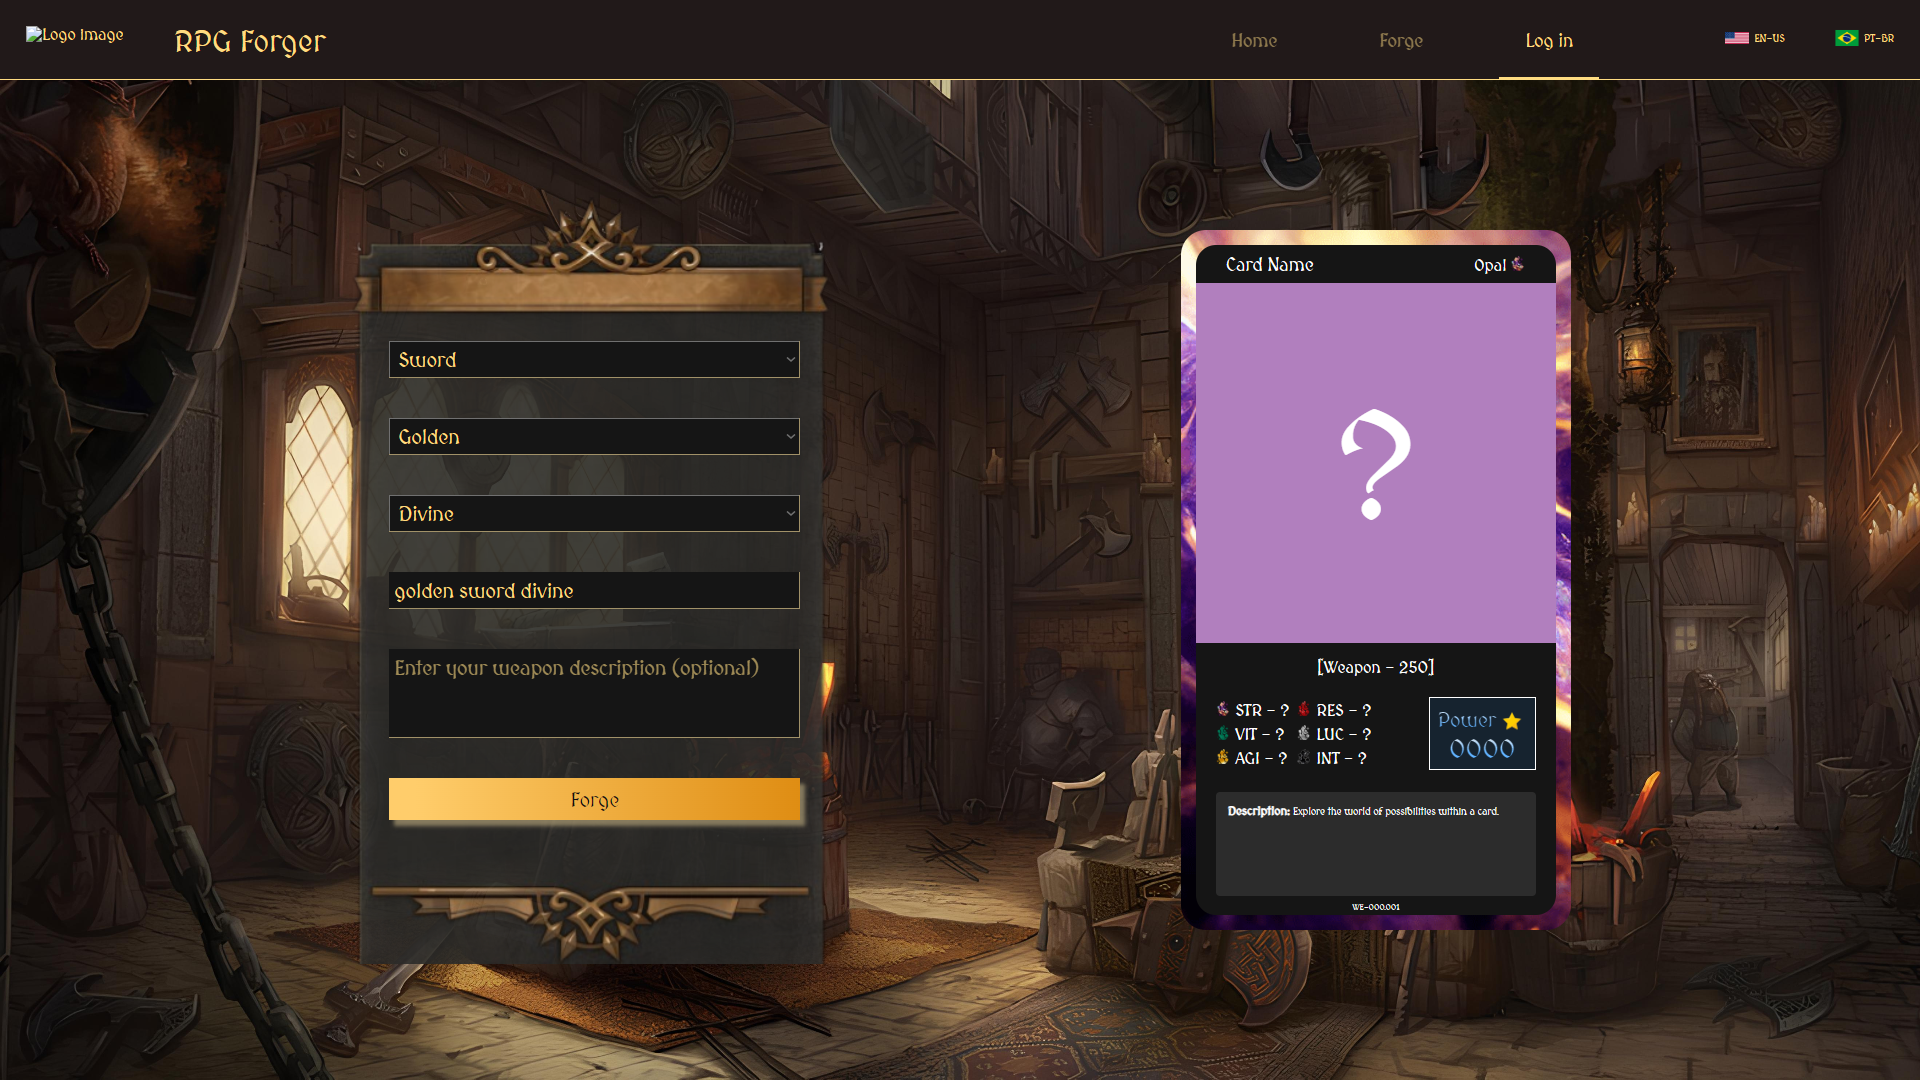 Logo Image
RPG Forger
Home
Forge
Log in
EN-US
PT-BR
Sword
Golden
Divine
golden sword divine
Enter your weapon description (optional)
Forge
Card Name
Opal
?
[Weapon - 250]
STR - ? RES - ?
VIT - ? LUC - ?
AGI - ? INT - ?
Power
0000
Description: Explore the world of possibilities within a card.
WE-000.001